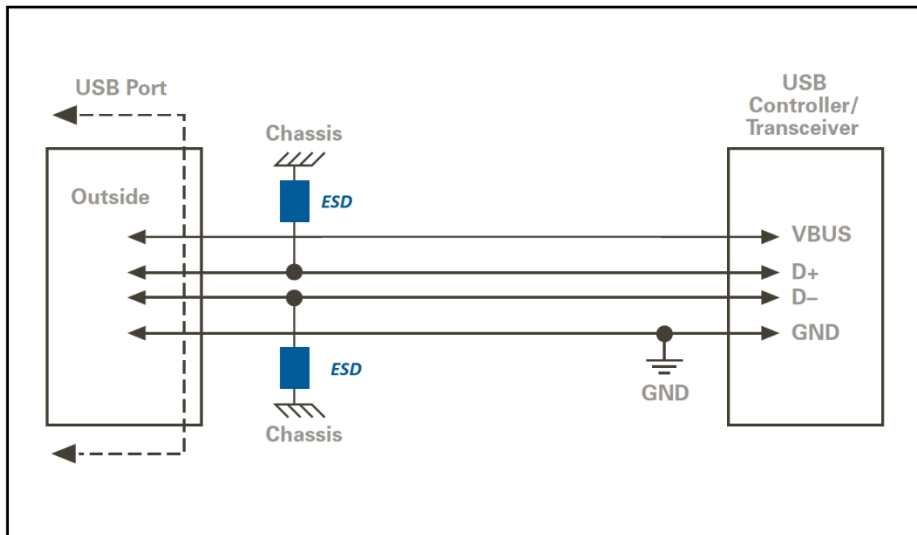 USB Port
USB
Controller/
Transceiver
Chassis
Outside
ESD
VBUS
D+
D–
GND
ESD
GND
Chassis